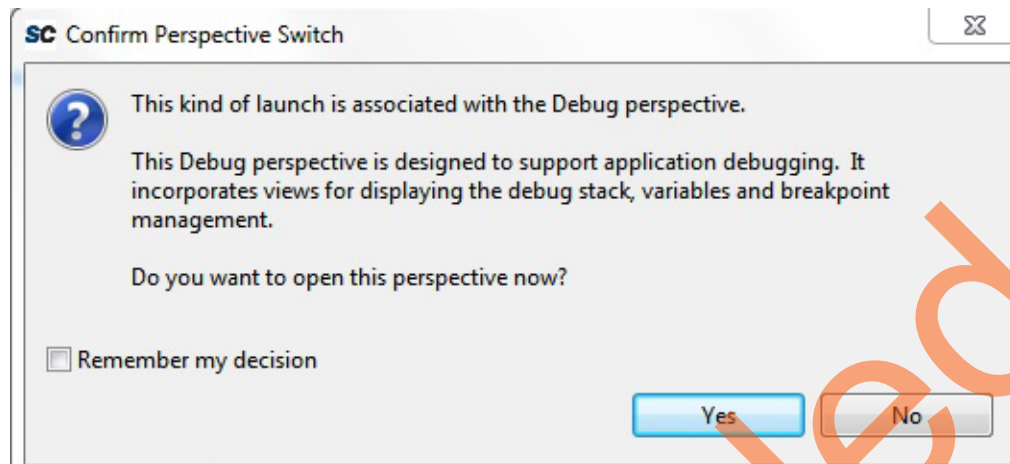 SC Confirm Perspective Switch
This kind of launch is associated with the Debug perspective.
This Debug perspective is designed to support application debugging. It
incorporates views for displaying the debug stack, variables and breakpoint
management.
Do you want to open this perspective now?
Remember my decision
Yes No